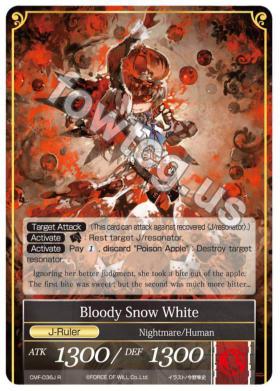 Target Attack (This card can attack against recovered (J/resonator).)
Activate : Rest target J/resonator.
Activate Pay 1, discard "Poison Apple": Destroy target
resonator.
Ignoring her better judgment, she took a bite out of the apple.
The first bite was sweet; but the second was much more
Bloody Snow White
J-Ruler Nightmare/Human
ATK 1300/ DEF 1300
CMF-036J R ©FORCE OF WILL Co.,Ltd.
towtcg.us